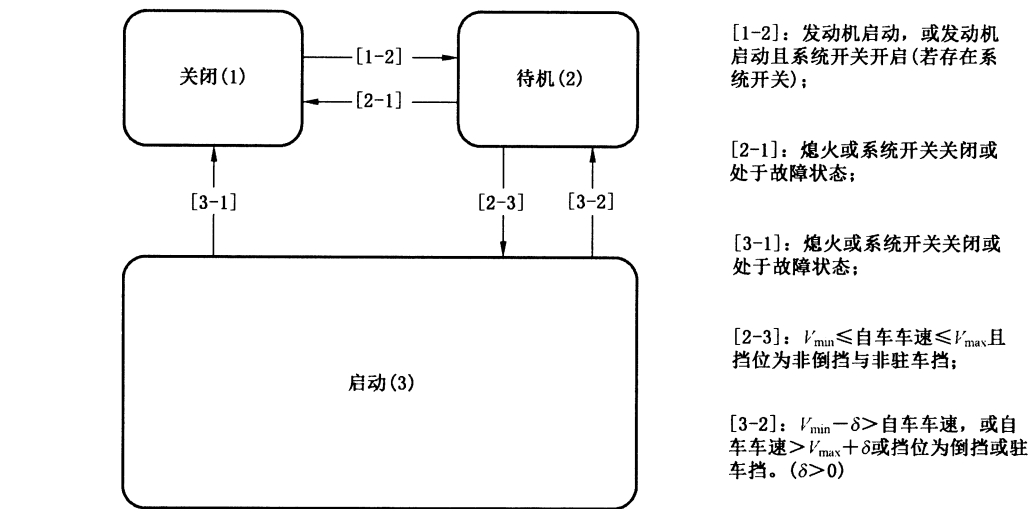 关闭(1)
[1-2]
[2-1]
待机(2)
[3-1]
[2-3]
[3-2]
启动(3)
[1-2]：发动机启动，或发动机
启动且系统开关开启(若存在系
统开关)；
[2-1]：熄火或系统开关关闭或
处于故障状态；
[3-1]：熄火或系统开关关闭或
处于故障状态；
[2-3]：Vmin≤自车车速≤Vmax且
挡位为非倒挡与非驻车挡；
[3-2]：Vmin－δ＞自车车速，或自
车车速＞Vmax＋δ或挡位为倒挡或驻
车挡。(δ＞0)